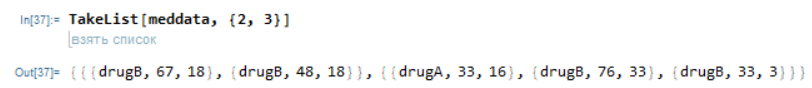 In[37]:= TakeList[meddata, {2, 3}]
взять список
Out[37]= {{{drugB, 67, 18}, {drugB, 48, 18}}, {{drugA, 33, 16}, {drugB, 76, 33}, {drugB, 33, 3}}}